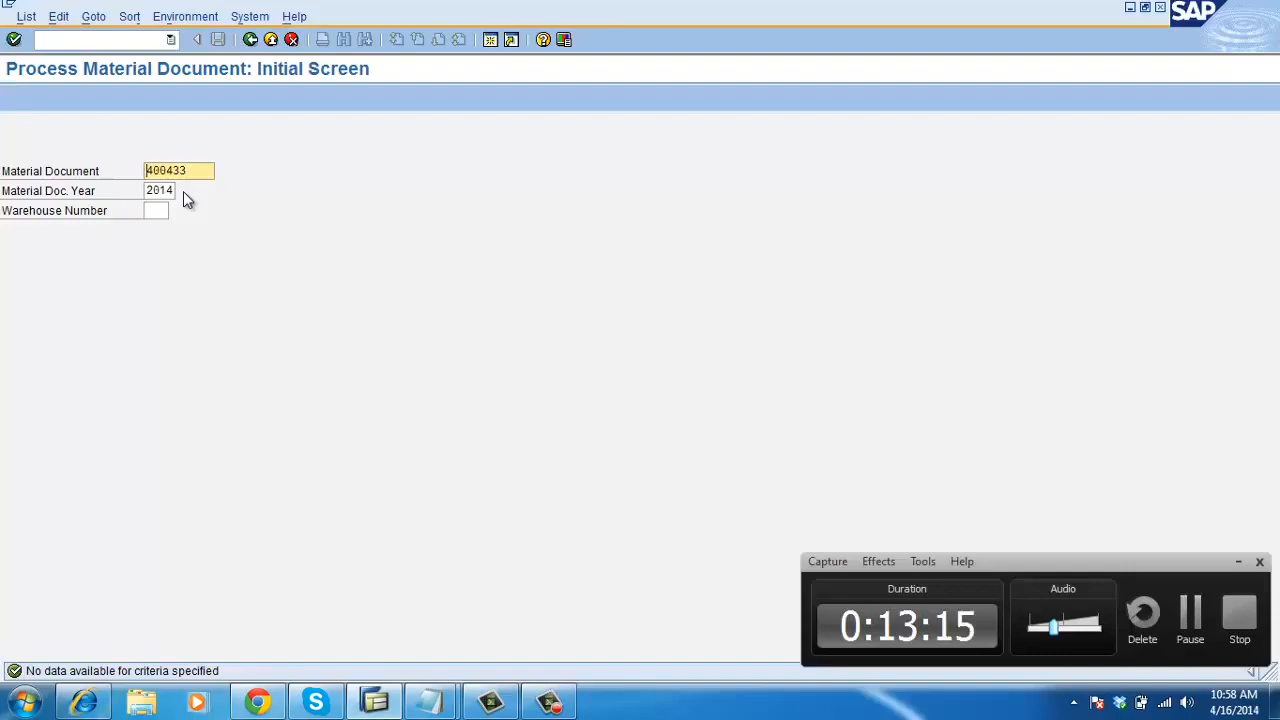 List Edit Goto Sort Environment System Help
SAP
Process Material Document: Initial Screen
Material Document 400433
Material Doc. Year 2014
Warehouse Number
Capture Effects Tools Help
Duration Audio
0:13:15
Delete Pause Stop
No data available for criteria specified
10:58 AM
4/16/2014